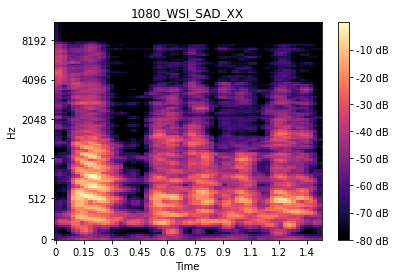 1080_WSI_SAD_XX
8192
4096
2048
1024
512
0
Hz
0 0.15 0.3 0.45 0.6 0.75 0.9 1.1 1.2 1.4
Time
-10 dB
-20 dB
-30 dB
-40 dB
-50 dB
-60 dB
-70 dB
-80 dB